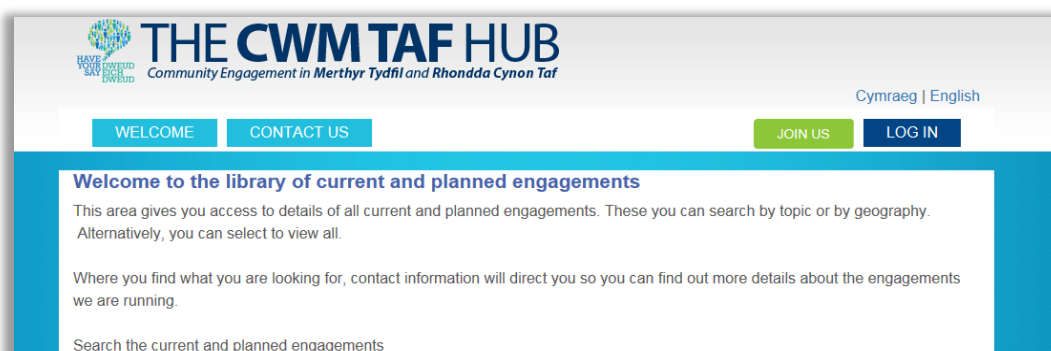 HAVE YOUR SAY
DWEUD EICH DWEUD
THE CWM TAF HUB
Community Engagement in Merthyr Tydfil and Rhondda Cynon Taf
Cymraeg | English
WELCOME
CONTACT US
JOIN US
LOG IN
Welcome to the library of current and planned engagements
This area gives you access to details of all current and planned engagements. These you can search by topic or by geography.
Alternatively, you can select to view all.
Where you find what you are looking for, contact information will direct you so you can find out more details about the engagements
we are running.
Search the current and planned engagements